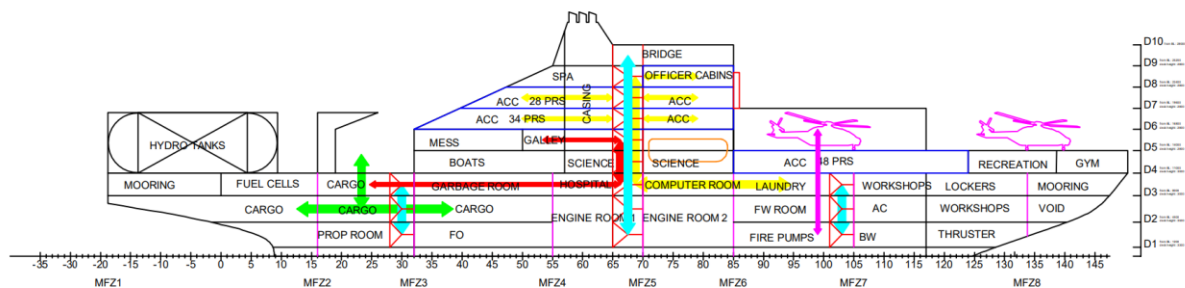 BRIDGE
D10
D9
SPA
OFFICER CABINS
D8
CASING
ACC 28 PRS
ACC
D7
ACC 34 PRS
ACC
D6
HYDRO TANKS
MESS
GALLEY
D5
BOATS
SCIENCE
SCIENCE
ACC 48 PRS
RECREATION
GYM
D4
MOORING
FUEL CELLS
CARGO
GARBAGE ROOM
HOSPITAL
COMPUTER ROOM
LAUNDRY
WORKSHOPS
LOCKERS
MOORING
D3
CARGO
CARGO
CARGO
ENGINE ROOM 1
ENGINE ROOM 2
FW ROOM
AC
WORKSHOPS
VOID
D2
PROP ROOM
FO
FIRE PUMPS
BW
THRUSTER
D1
-35 -25 -15 -5 0 5 10 15 20 25 30 35 40 45 50 55 60 65 70 75 80 85 90 95 100 105 110 115 120 125 130 135 140 145
MFZ1 MFZ2 MFZ3 MFZ4 MFZ5 MFZ6 MFZ7 MFZ8